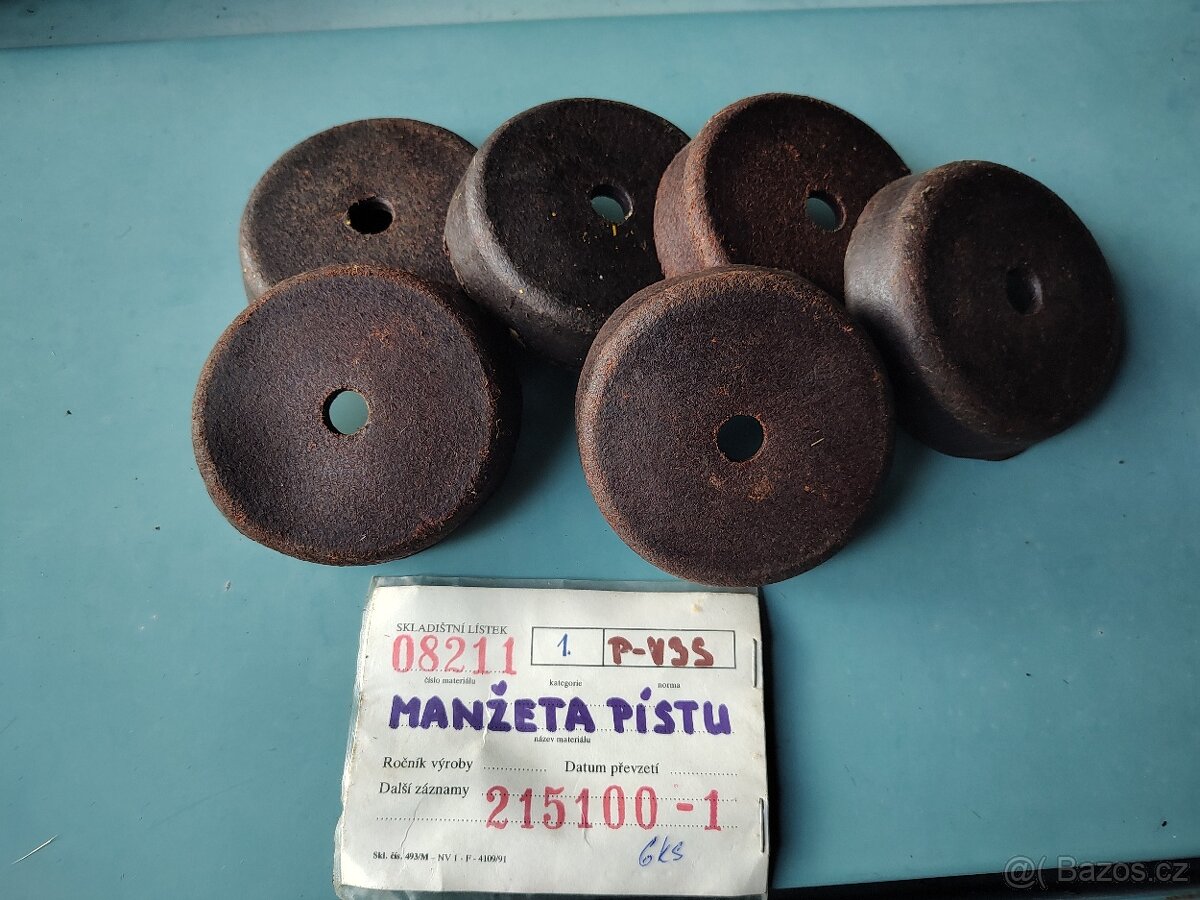 SKLADIŠTNÍ LÍSTEK
08211 1. P-V3S
číslo materiálu kategorie norma
MANŽETA PÍSTU
název materiálu
Ročník výroby Datum převzetí
Další záznamy 215100-1
Skl. čís. 493/M - NV 1 - F - 4109/91
6ks
@( Bazos.cz